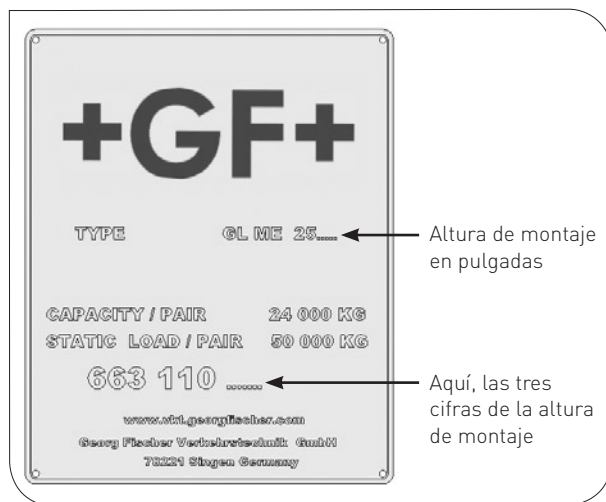 +GF+
TYPE GL ME 25.....
Altura de montaje
en pulgadas
CAPACITY / PAIR 24 000 KG
STATIC LOAD / PAIR 50 000 KG
663 110 .......
Aquí, las tres
cifras de la altura
de montaje
www.vkt.georgfischer.com
Georg Fischer Verkehrstechnik GmbH
78221 Singen Germany